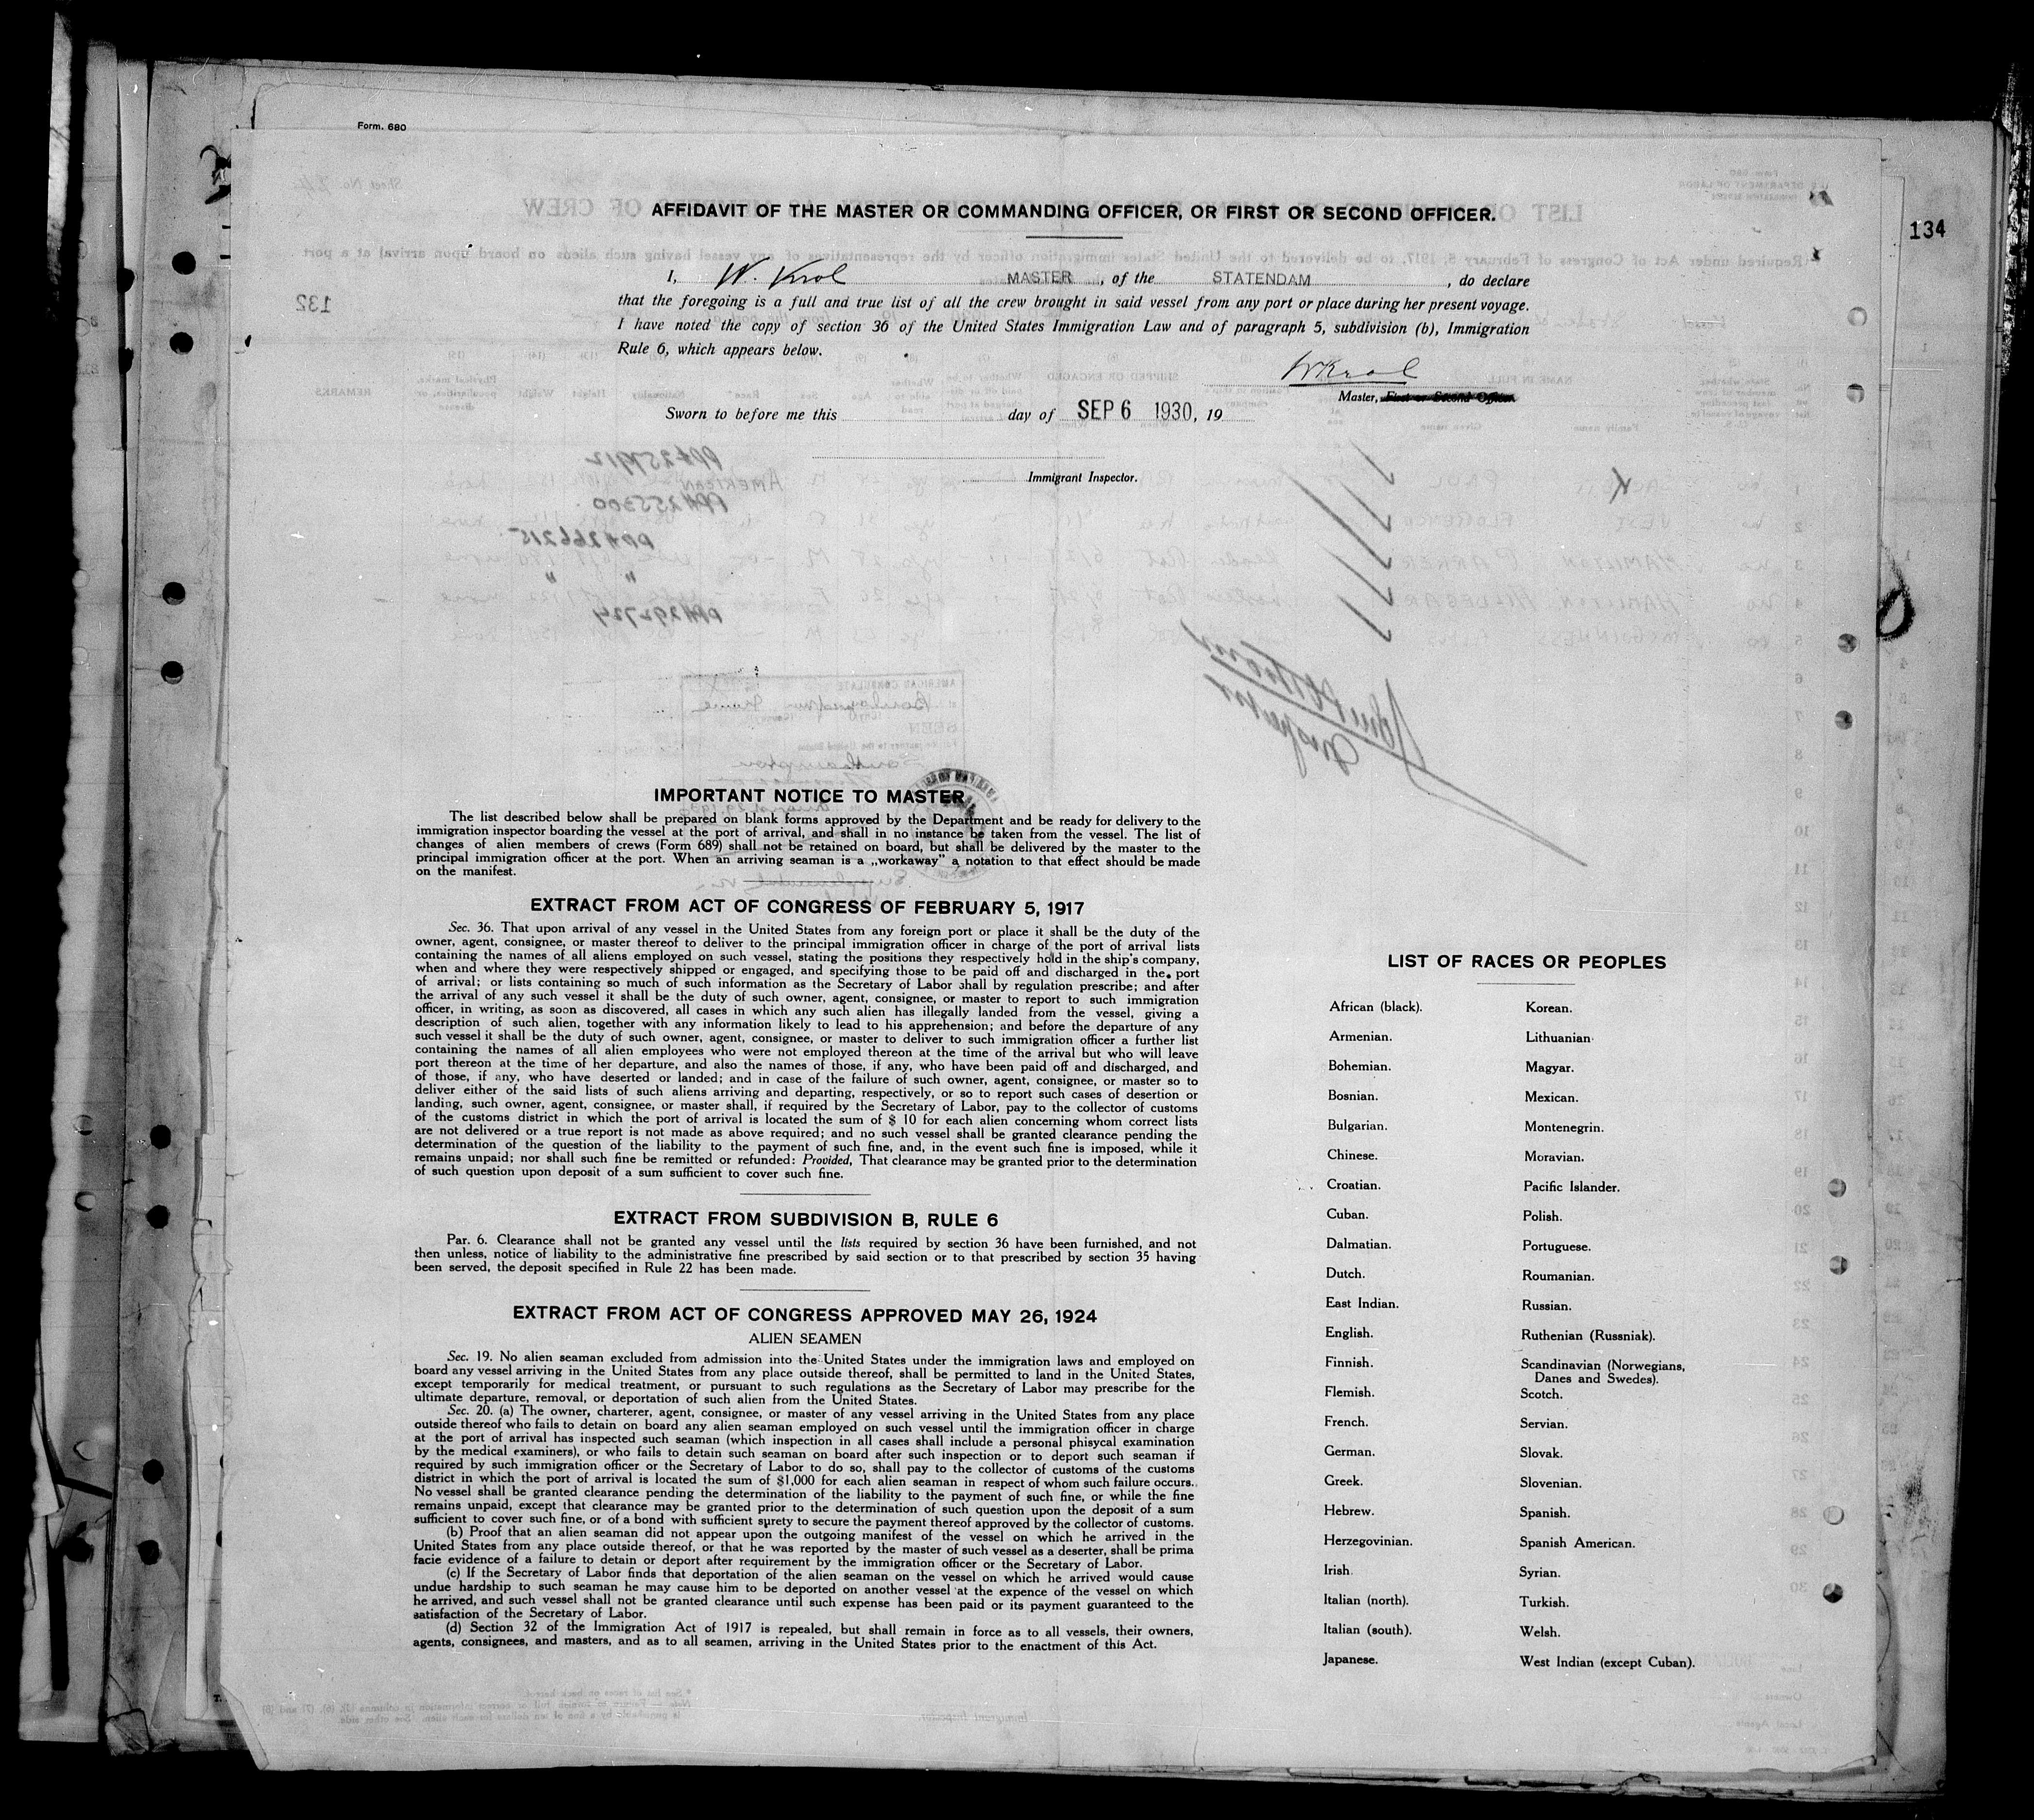 Form. 680
134
AFFIDAVIT OF THE MASTER OR COMMANDING OFFICER, OR FIRST OR SECOND OFFICER.
I, W. Krol MASTER, of the STATENDAM, do declare
that the foregoing is a full and true list of all the crew brought in said vessel from any port or place during her present voyage.
I have noted the copy of section 36 of the United States Immigration Law and of paragraph 5, subdivision (b), Immigration
Rule 6, which appears below.
WKrol
Master, First or Second Officer.
Sworn to before me this day of SEP 6 1930, 19
Immigrant Inspector.
IMPORTANT NOTICE TO MASTER
The list described below shall be prepared on blank forms approved by the Department and be ready for delivery to the
immigration inspector boarding the vessel at the port of arrival, and shall in no instance be taken from the vessel. The list of
changes of alien members of crews (Form 689) shall not be retained on board, but shall be delivered by the master to the
principal immigration officer at the port. When an arriving seaman is a „workaway” a notation to that effect should be made
on the manifest.
EXTRACT FROM ACT OF CONGRESS OF FEBRUARY 5, 1917
Sec. 36. That upon arrival of any vessel in the United States from any foreign port or place it shall be the duty of the
owner, agent, consignee, or master thereof to deliver to the principal immigration officer in charge of the port of arrival lists
containing the names of all aliens employed on such vessel, stating the positions they respectively hold in the ship's company,
when and where they were respectively shipped or engaged, and specifying those to be paid off and discharged in the port
of arrival; or lists containing so much of such information as the Secretary of Labor shall by regulation prescribe; and after
the arrival of any such vessel it shall be the duty of such owner, agent, consignee, or master to report to such immigration
officer, in writing, as soon as discovered, all cases in which any such alien has illegally landed from the vessel, giving a
description of such alien, together with any information likely to lead to his apprehension; and before the departure of any
such vessel it shall be the duty of such owner, agent, consignee, or master to deliver to such immigration officer a further list
containing the names of all alien employees who were not employed thereon at the time of the arrival but who will leave
port thereon at the time of her departure, and also the names of those, if any, who have been paid off and discharged, and
of those, if any, who have deserted or landed; and in case of the failure of such owner, agent, consignee, or master so to
deliver either of the said lists of such aliens arriving and departing, respectively, or so to report such cases of desertion or
landing, such owner, agent, consignee, or master shall, if required by the Secretary of Labor, pay to the collector of customs
of the customs district in which the port of arrival is located the sum of $ 10 for each alien concerning whom correct lists
are not delivered or a true report is not made as above required; and no such vessel shall be granted clearance pending the
determination of the question of the liability to the payment of such fine, and, in the event such fine is imposed, while it
remains unpaid; nor shall such fine be remitted or refunded: Provided, That clearance may be granted prior to the determination
of such question upon deposit of a sum sufficient to cover such fine.
EXTRACT FROM SUBDIVISION B, RULE 6
Par. 6. Clearance shall not be granted any vessel until the lists required by section 36 have been furnished, and not
then unless, notice of liability to the administrative fine prescribed by said section or to that prescribed by section 35 having
been served, the deposit specified in Rule 22 has been made.
EXTRACT FROM ACT OF CONGRESS APPROVED MAY 26, 1924
ALIEN SEAMEN
Sec. 19. No alien seaman excluded from admission into the United States under the immigration laws and employed on
board any vessel arriving in the United States from any place outside thereof, shall be permitted to land in the United States,
except temporarily for medical treatment, or pursuant to such regulations as the Secretary of Labor may prescribe for the
ultimate departure, removal, or deportation of such alien from the United States.
Sec. 20. (a) The owner, charterer, agent, consignee, or master of any vessel arriving in the United States from any place
outside thereof who fails to detain on board any alien seaman employed on such vessel until the immigration officer in charge
at the port of arrival has inspected such seaman (which inspection in all cases shall include a personal phisycal examination
by the medical examiners), or who fails to detain such seaman on board after such inspection or to deport such seaman if
required by such immigration officer or the Secretary of Labor to do so, shall pay to the collector of customs of the customs
district in which the port of arrival is located the sum of $1,000 for each alien seaman in respect of whom such failure occurs.
No vessel shall be granted clearance pending the determination of the liability to the payment of such fine, or while the fine
remains unpaid, except that clearance may be granted prior to the determination of such question upon the deposit of a sum
sufficient to cover such fine, or of a bond with sufficient surety to secure the payment thereof approved by the collector of customs.
(b) Proof that an alien seaman did not appear upon the outgoing manifest of the vessel on which he arrived in the
United States from any place outside thereof, or that he was reported by the master of such vessel as a deserter, shall be prima
facie evidence of a failure to detain or deport after requirement by the immigration officer or the Secretary of Labor.
(c) If the Secretary of Labor finds that deportation of the alien seaman on the vessel on which he arrived would cause
undue hardship to such seaman he may cause him to be deported on another vessel at the expence of the vessel on which
he arrived, and such vessel shall not be granted clearance until such expense has been paid or its payment guaranteed to the
satisfaction of the Secretary of Labor.
(d) Section 32 of the Immigration Act of 1917 is repealed, but shall remain in force as to all vessels, their owners,
agents, consignees, and masters, and as to all seamen, arriving in the United States prior to the enactment of this Act.
LIST OF RACES OR PEOPLES
African (black). Korean.
Armenian. Lithuanian
Bohemian. Magyar.
Bosnian. Mexican.
Bulgarian. Montenegrin.
Chinese. Moravian.
Croatian. Pacific Islander.
Cuban. Polish.
Dalmatian. Portuguese.
Dutch. Roumanian.
East Indian. Russian.
English. Ruthenian (Russniak).
Finnish. Scandinavian (Norwegians,
Danes and Swedes).
Flemish. Scotch.
French. Servian.
German. Slovak.
Greek. Slovenian.
Hebrew. Spanish.
Herzegovinian. Spanish American.
Irish. Syrian.
Italian (north). Turkish.
Italian (south). Welsh.
Japanese. West Indian (except Cuban).